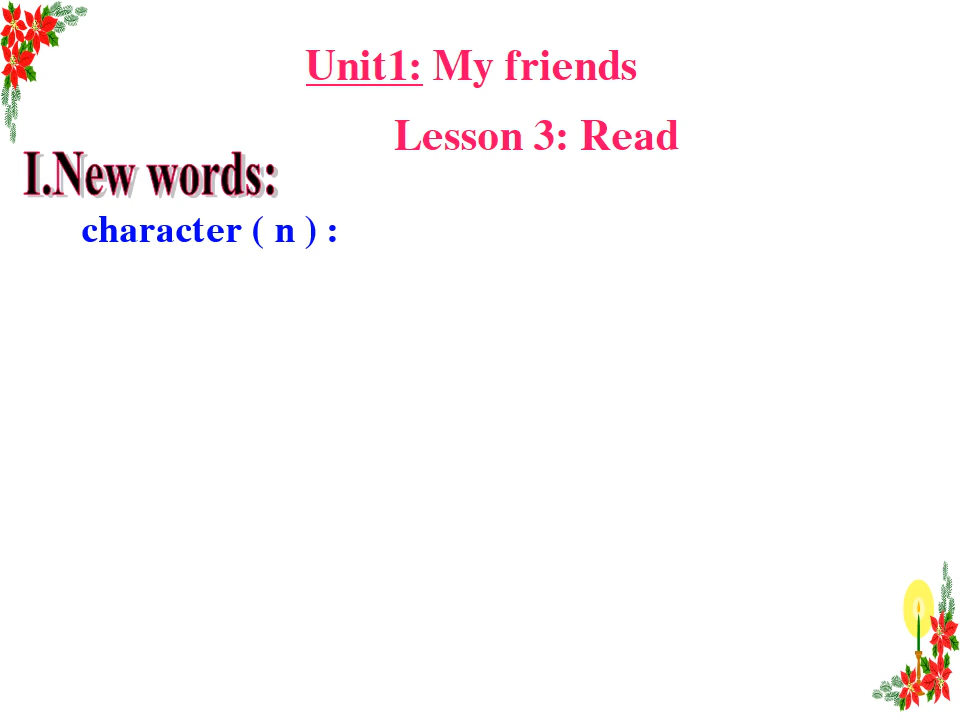 Unit1: My friends
Lesson 3: Read
I.New words:
character ( n ) :